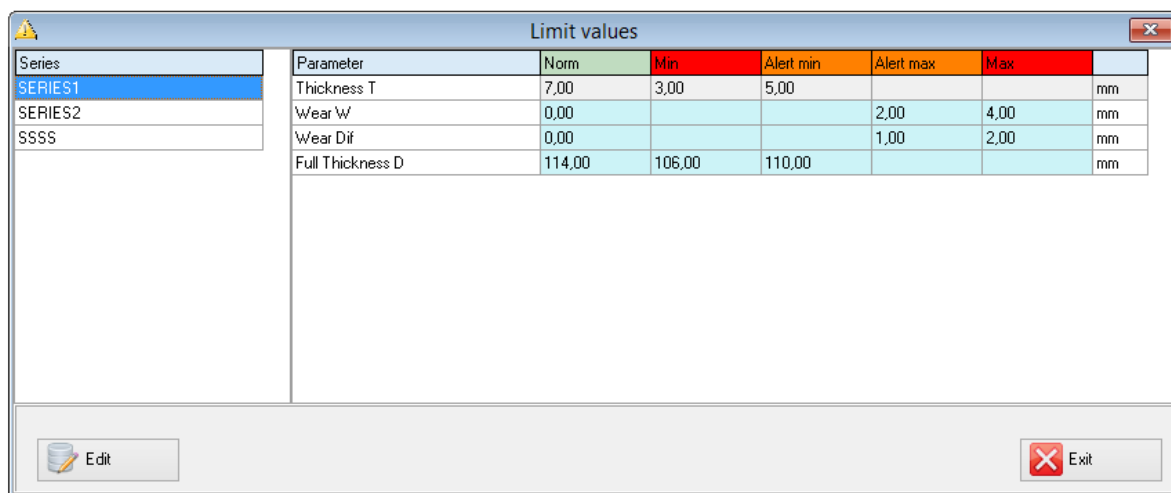 Limit values
Series
SERIES1
SERIES2
SSSS
Parameter Norm Min Alert min Alert max Max
Thickness T 7,00 3,00 5,00 mm
Wear W 0,00 2,00 4,00 mm
Wear Dif 0,00 1,00 2,00 mm
Full Thickness D 114,00 106,00 110,00 mm
Edit
Exit